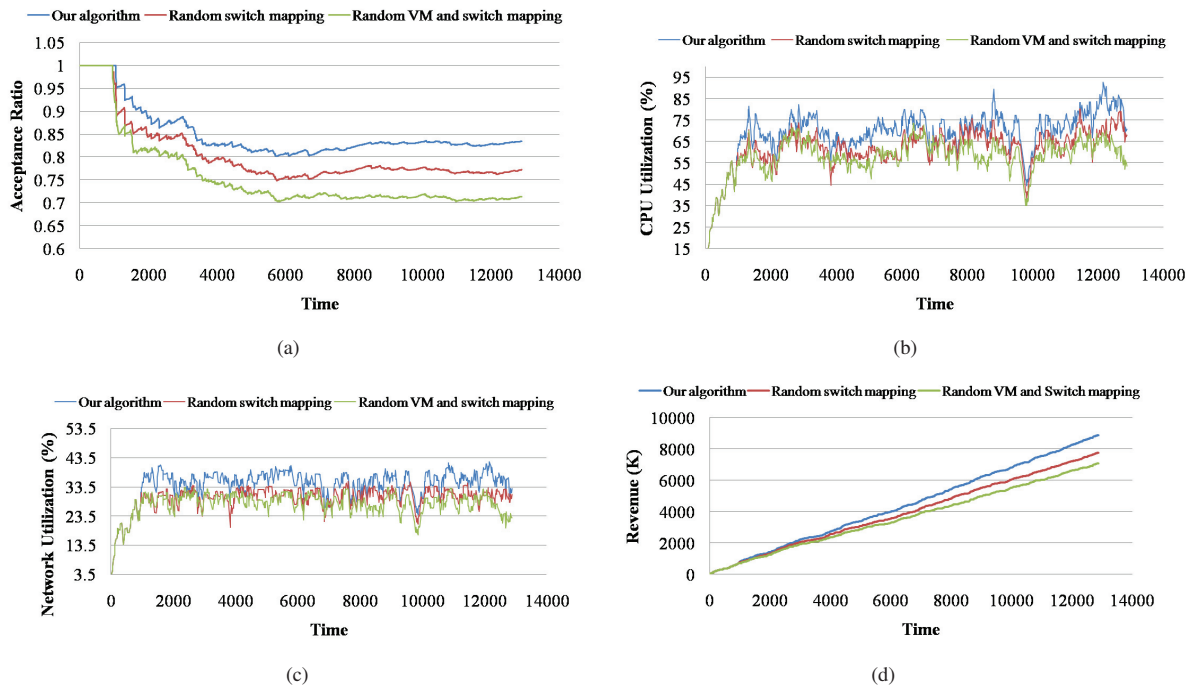 Our algorithm Random switch mapping Random VM and switch mapping
1.05
1
0.95
0.9
0.85
0.8
0.75
0.7
0.65
0.6
Acceptance Ratio
0 2000 4000 6000 8000 10000 12000 14000
Time
(a)
Our algorithm Random switch mapping Random VM and switch mapping
95
85
75
65
55
45
35
25
15
CPU Utilization (%)
0 2000 4000 6000 8000 10000 12000 14000
Time
(b)
Our algorithm Random switch mapping Random VM and switch mapping
53.5
43.5
33.5
23.5
13.5
3.5
Network Utilization (%)
0 2000 4000 6000 8000 10000 12000 14000
Time
(c)
Our algorithm Random switch mapping Random VM and Switch mapping
10000
8000
6000
4000
2000
0
Revenue (K)
0 2000 4000 6000 8000 10000 12000 14000
Time
(d)